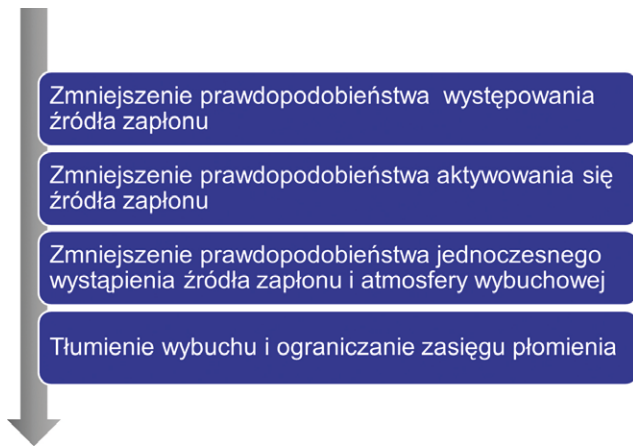 Zmniejszenie prawdopodobieństwa występowania
źródła zapłonu
Zmniejszenie prawdopodobieństwa aktywowania się
źródła zapłonu
Zmniejszenie prawdopodobieństwa jednoczesnego
wystąpienia źródła zapłonu i atmosfery wybuchowej
Tłumienie wybuchu i ograniczanie zasięgu płomienia